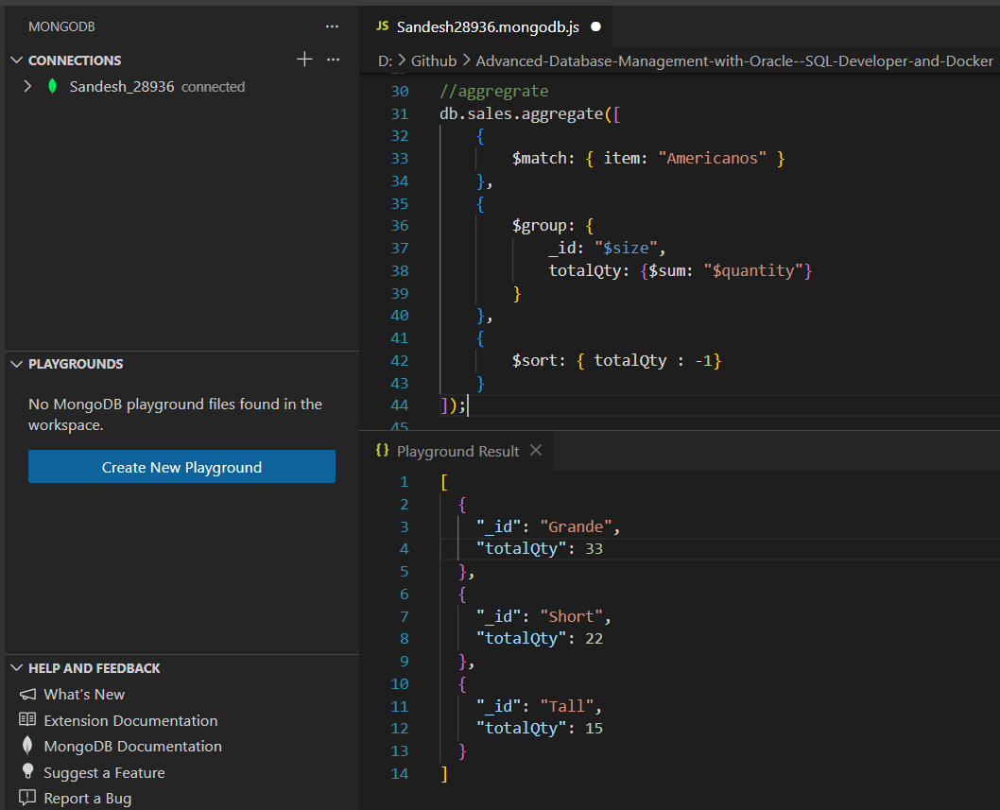 MONGODB
CONNECTIONS
Sandesh_28936 connected
PLAYGROUNDS
No MongoDB playground files found in the
workspace.
Create New Playground
HELP AND FEEDBACK
What's New
Extension Documentation
MongoDB Documentation
Suggest a Feature
Report a Bug
JS Sandesh28936.mongodb.js
D: > Github > Advanced-Database-Management-with-Oracle--SQL-Developer-and-Docker
30 //aggregrate
31 db.sales.aggregate([
32 {
33 $match: { item: "Americanos" }
34 },
35 {
36 $group: {
37 _id: "$size",
38 totalQty: {$sum: "$quantity"}
39 }
40 },
41 {
42 $sort: { totalQty : -1}
43 }
44 ]);
45
{} Playground Result
1 [
2 {
3 "_id": "Grande",
4 "totalQty": 33
5 },
6 {
7 "_id": "Short",
8 "totalQty": 22
9 },
10 {
11 "_id": "Tall",
12 "totalQty": 15
13 }
14 ]